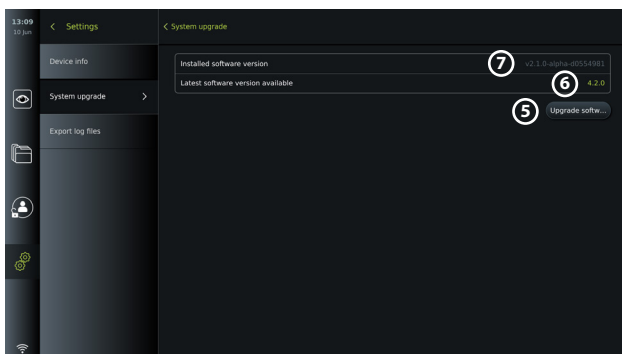 13:09
10 Jun
Settings
System upgrade
Device info
Installed software version
7
v2.1.0-alpha-d0554981
Latest software version available
6
4.2.0
System upgrade
5
Upgrade softw...
Export log files